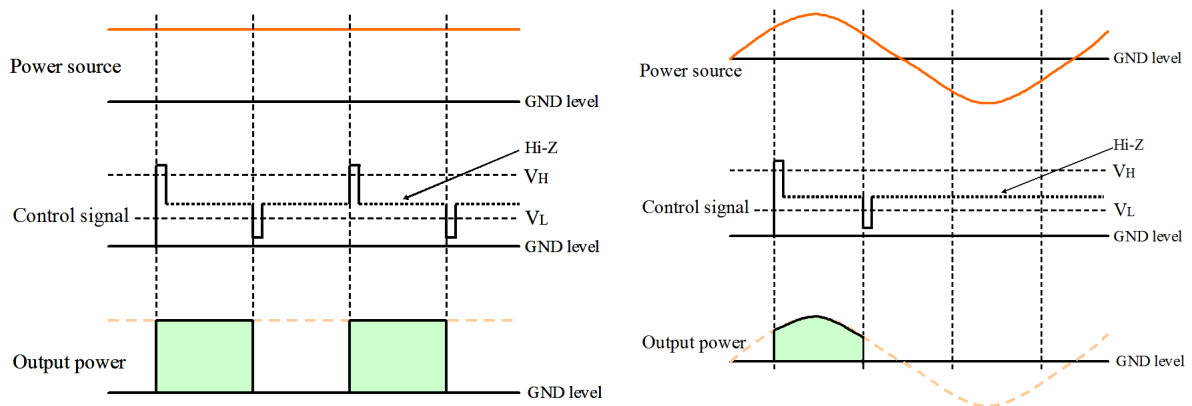 Power source
GND level
Hi-Z
VH
Control signal
VL
GND level
Output power
GND level
GND level
Power source
Hi-Z
VH
Control signal
VL
GND level
Output power
GND level